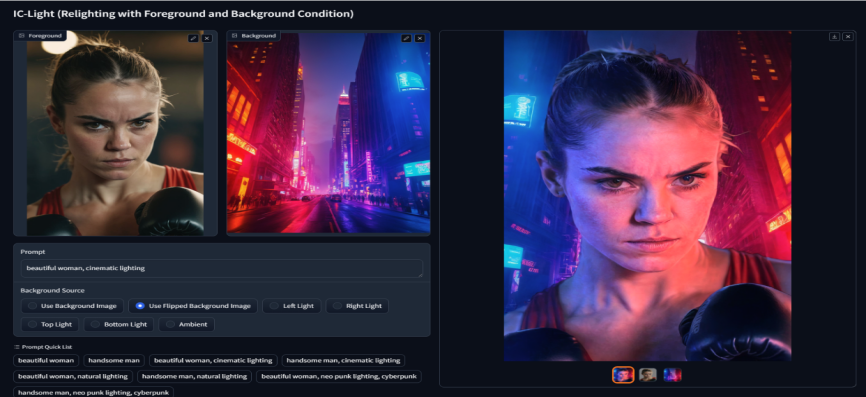 IC-Light (Relighting with Foreground and Background Condition)
Foreground
Background
Prompt
beautiful woman, cinematic lighting
Background Source
Use Background Image
Use Flipped Background Image
Left Light
Right Light
Top Light
Bottom Light
Ambient
Prompt Quick List
beautiful woman
handsome man
beautiful woman, cinematic lighting
handsome man, cinematic lighting
beautiful woman, natural lighting
handsome man, natural lighting
beautiful woman, neo punk lighting, cyberpunk
handsome man, neo punk lighting, cyberpunk